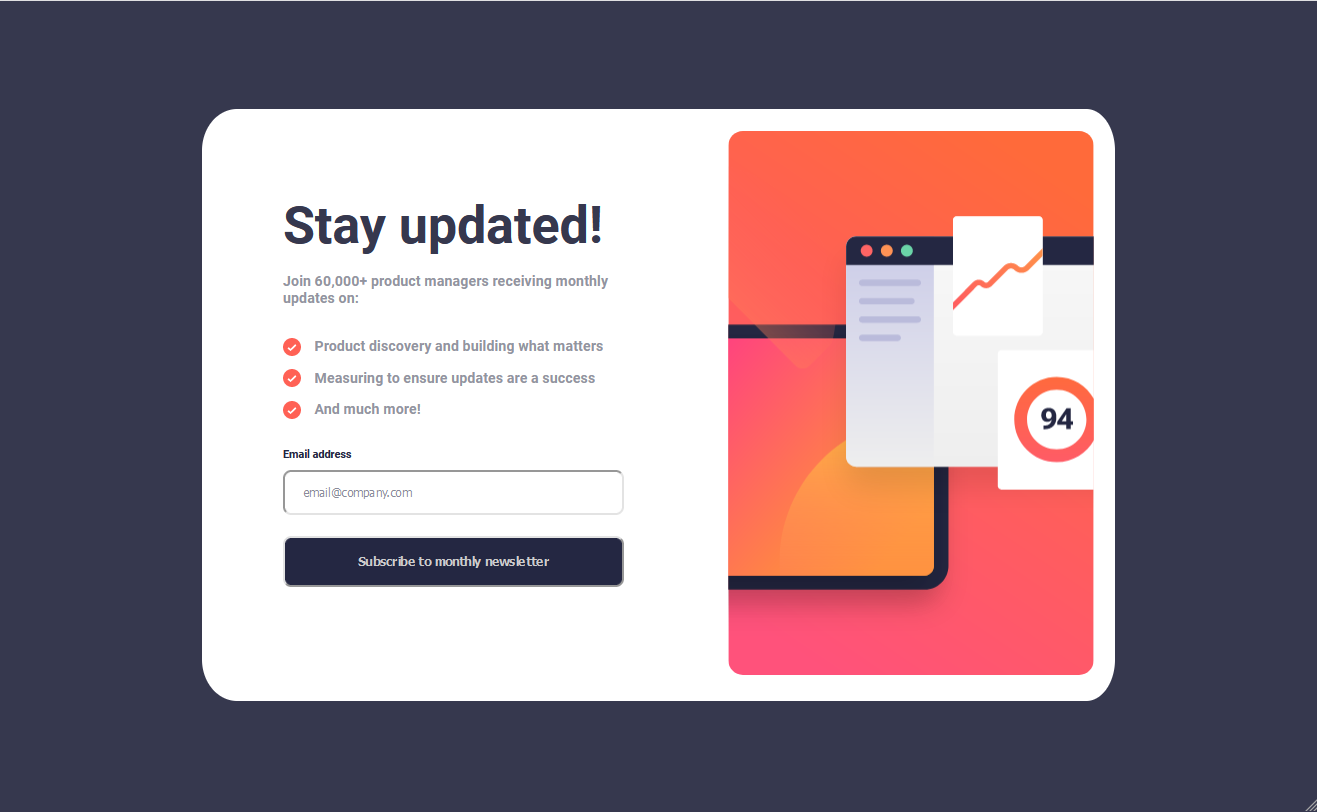 Stay updated!
Join 60,000+ product managers receiving monthly
updates on:
Product discovery and building what matters
Measuring to ensure updates are a success
And much more!
Email address
email@company.com
Subscribe to monthly newsletter
94